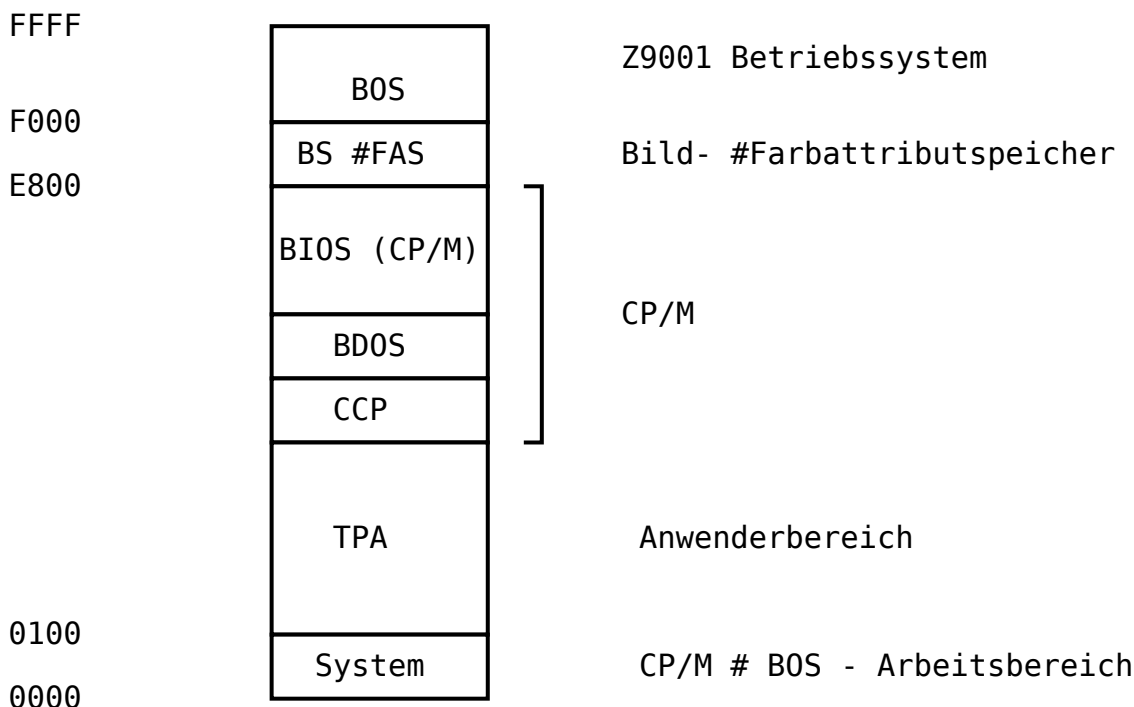 FFFF
Z9001 Betriebssystem
BOS
F000
BS #FAS Bild- #Farbattributspeicher
E800
BIOS (CP/M)
CP/M
BDOS
CCP
TPA Anwenderbereich
0100
System CP/M # BOS - Arbeitsbereich
0000